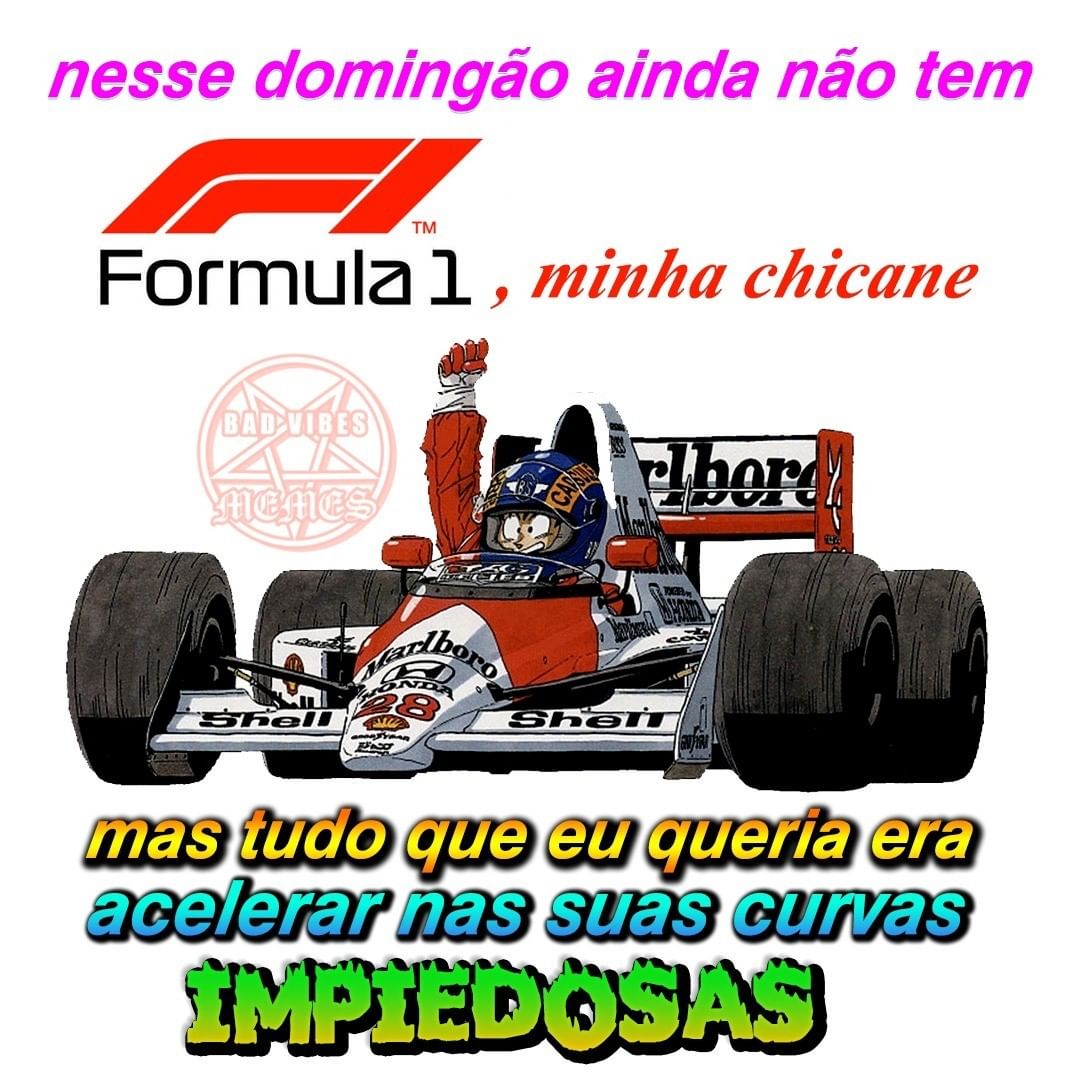 nesse domingão ainda não tem
TM
Formula 1 , minha chicane
BAD VIBES
MEMES
Marlboro
Marlboro
HONDA
28
Shell
Shell
mas tudo que eu queria era
acelerar nas suas curvas
IMPIEDOSAS